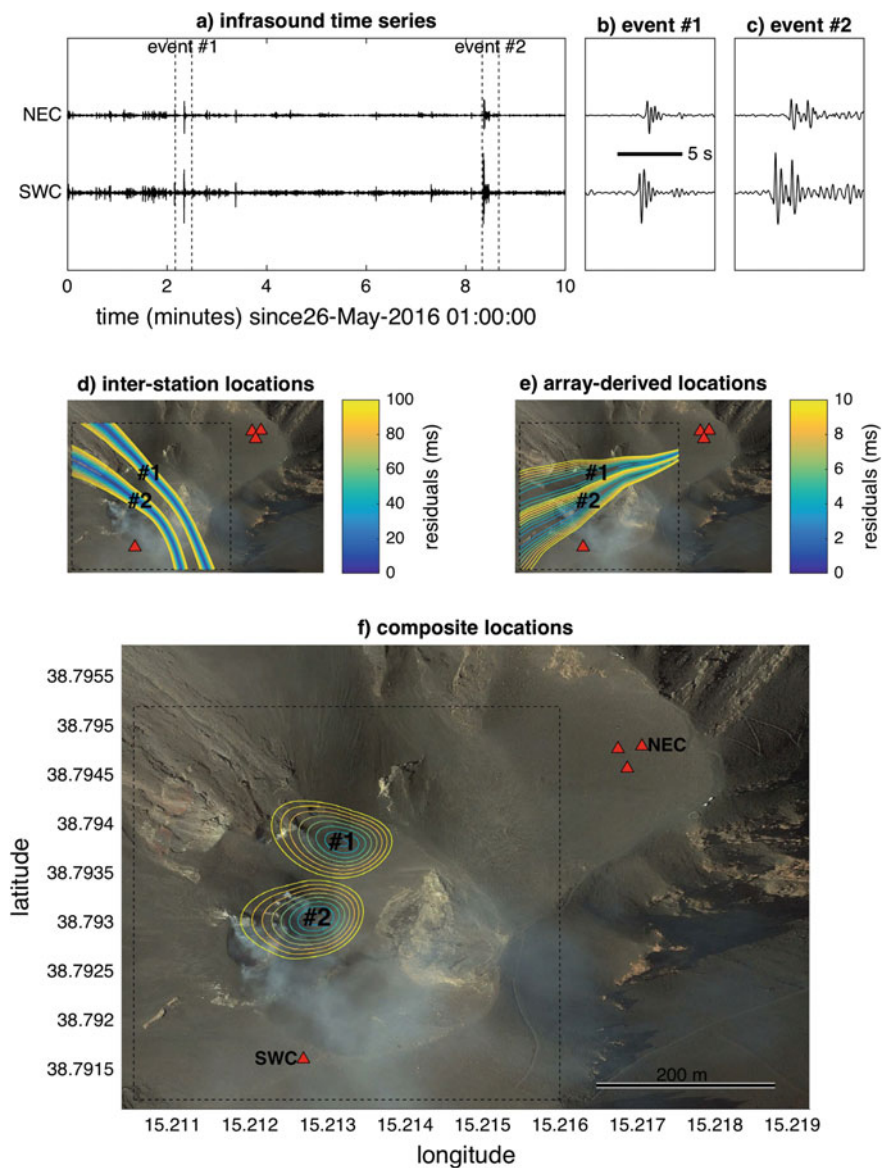 a) infrasound time series
b) event #1
c) event #2
event #1
event #2
NEC
SWC
5 s
0
2
4
6
8
10
time (minutes) since26-May-2016 01:00:00
d) inter-station locations
#1
#2
100
80
60
40
20
0
residuals (ms)
e) array-derived locations
#1
#2
10
8
6
4
2
0
residuals (ms)
f) composite locations
38.7955
38.795
38.7945
38.794
38.7935
38.793
38.7925
38.792
38.7915
latitude
NEC
#1
#2
SWC
200 m
15.211
15.212
15.213
15.214
15.215
15.216
15.217
15.218
15.219
longitude